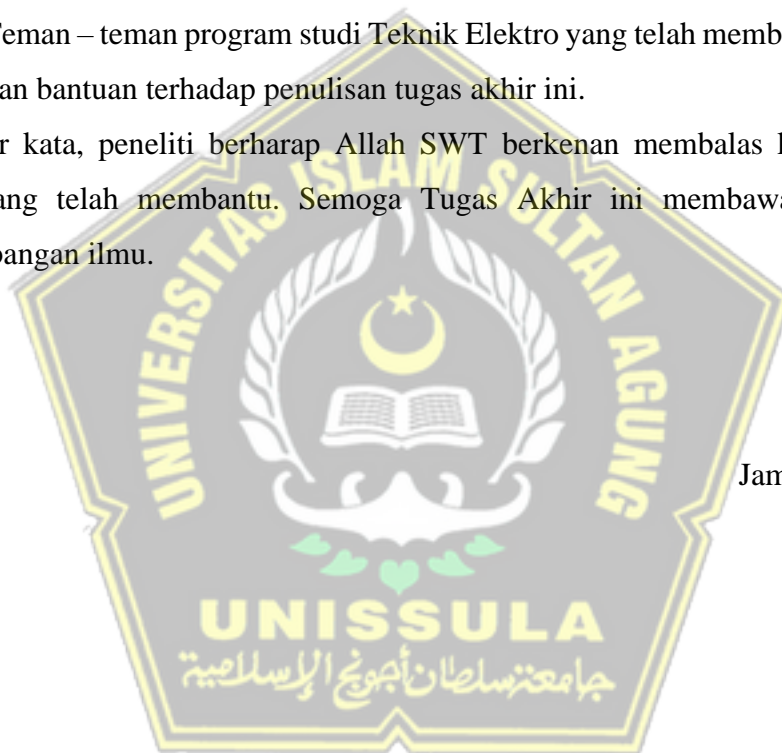 Teman – teman program studi Teknik Elektro yang telah memb
an bantuan terhadap penulisan tugas akhir ini.
r kata, peneliti berharap Allah SWT berkenan membalas
ang telah membantu. Semoga Tugas Akhir ini membawa
bangan ilmu.
UNIVERSITAS ISLAM SULTAN AGUNG
Jam
UNISSULA
جامعة سلطان أجونج الإسلامية